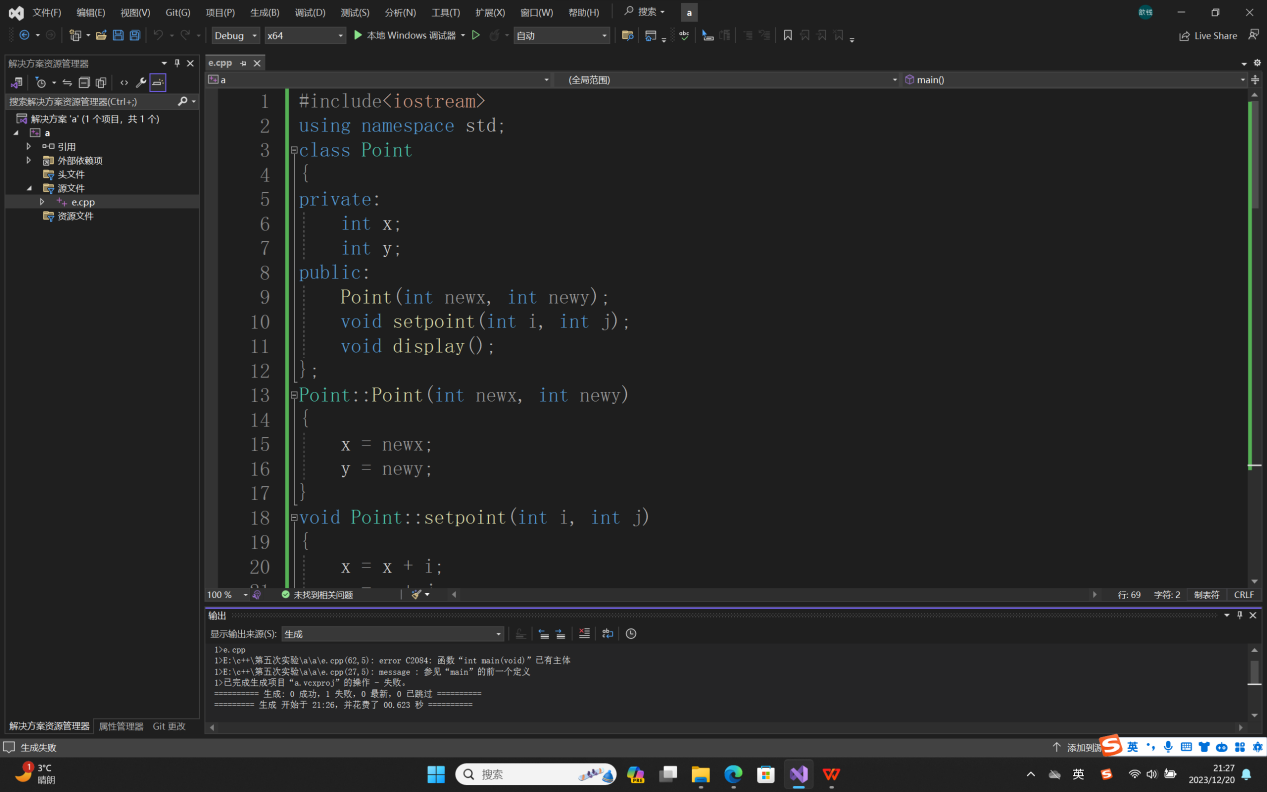 文件(F) 编辑(E) 视图(V) Git(G) 项目(P) 生成(B) 调试(D) 测试(S) 分析(N) 工具(T) 扩展(X) 窗口(W) 帮助(H) 搜索 a
Debug x64 本地 Windows 调试器 自动 Live Share
解决方案资源管理器
搜索解决方案资源管理器(Ctrl+;)
解决方案 'a' (1 个项目，共 1 个)
a
引用
外部依赖项
头文件
源文件
e.cpp
资源文件
e.cpp
a (全局范围) main()
1 #include<iostream>
2 using namespace std;
3 class Point
4 {
5 private:
6 int x;
7 int y;
8 public:
9 Point(int newx, int newy);
10 void setpoint(int i, int j);
11 void display();
12 };
13 Point::Point(int newx, int newy)
14 {
15 x = newx;
16 y = newy;
17 }
18 void Point::setpoint(int i, int j)
19 {
20 x = x + i;
100 % 未找到相关问题 行: 69 字符: 2 制表符 CRLF
输出
显示输出来源(S): 生成
1>e.cpp
1>E:\c++\第五次实验\a\a\e.cpp(62,5): error C2084: 函数“int main(void)”已有主体
1>E:\c++\第五次实验\a\a\e.cpp(27,5): message : 参见“main”的前一个定义
1>已完成生成项目“a.vcxproj”的操作 - 失败。
========== 生成: 0 成功，1 失败，0 最新，0 已跳过 ==========
========= 生成 开始于 21:26，并花费了 00.623 秒 ==========
解决方案资源管理器 属性管理器 Git 更改
生成失败 添加到源 英
1 3°C
晴朗
搜索
英
21:27
2023/12/20